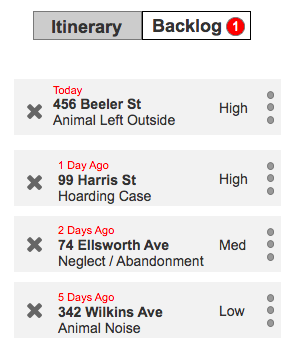 Itinerary
Backlog 1
Today
456 Beeler St
Animal Left Outside
High
1 Day Ago
99 Harris St
Hoarding Case
High
2 Days Ago
74 Ellsworth Ave
Neglect / Abandonment
Med
5 Days Ago
342 Wilkins Ave
Animal Noise
Low